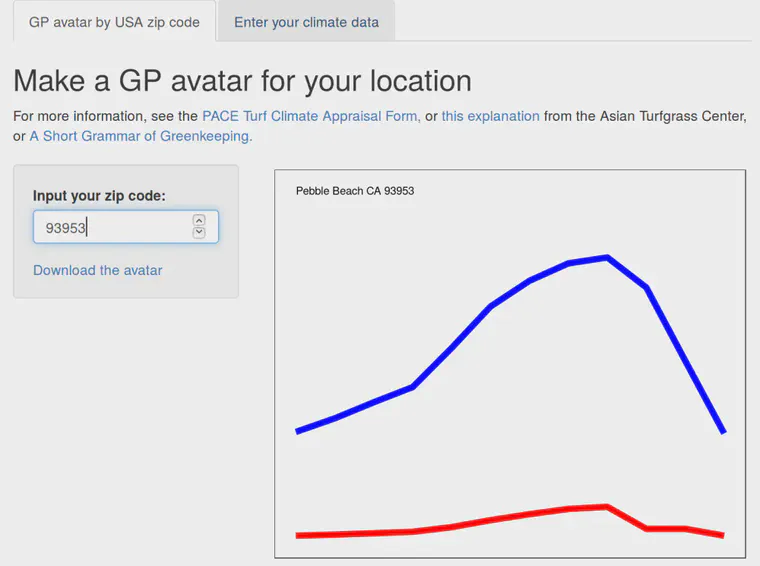 GP avatar by USA zip code
Enter your climate data
Make a GP avatar for your location
For more information, see the PACE Turf Climate Appraisal Form, or this explanation from the Asian Turfgrass Center,
or A Short Grammar of Greenkeeping.
Input your zip code:
93953
Download the avatar
Pebble Beach CA 93953